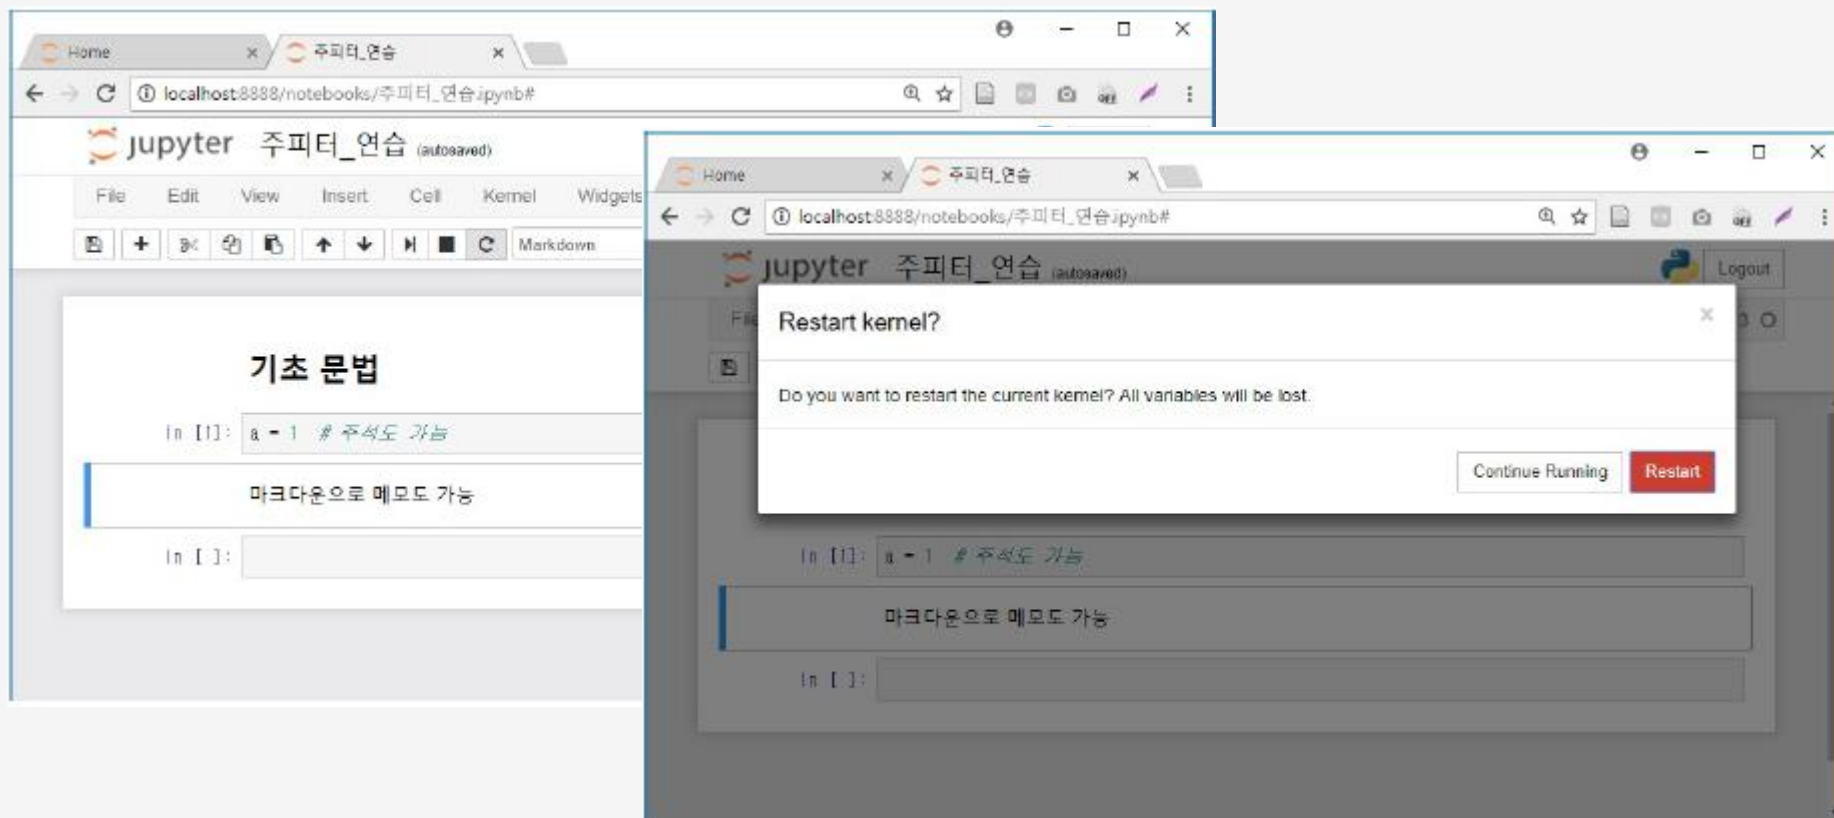 Home
주피터_연습
localhost:8888/notebooks/주피터_연습.ipynb#
jupyter 주피터_연습 (autosaved)
File Edit View Insert Cell Kernel Widgets
Markdown
기초 문법
In [1]: a = 1 # 주석도 가능
마크다운으로 메모도 가능
In [ ]:
Home
주피터_연습
localhost:8888/notebooks/주피터_연습.ipynb#
jupyter 주피터_연습 (autosaved)
Logout
Restart kernel?
Do you want to restart the current kernel? All variables will be lost.
Continue Running Restart
In [1]: a = 1 # 주석도 가능
마크다운으로 메모도 가능
In [ ]: